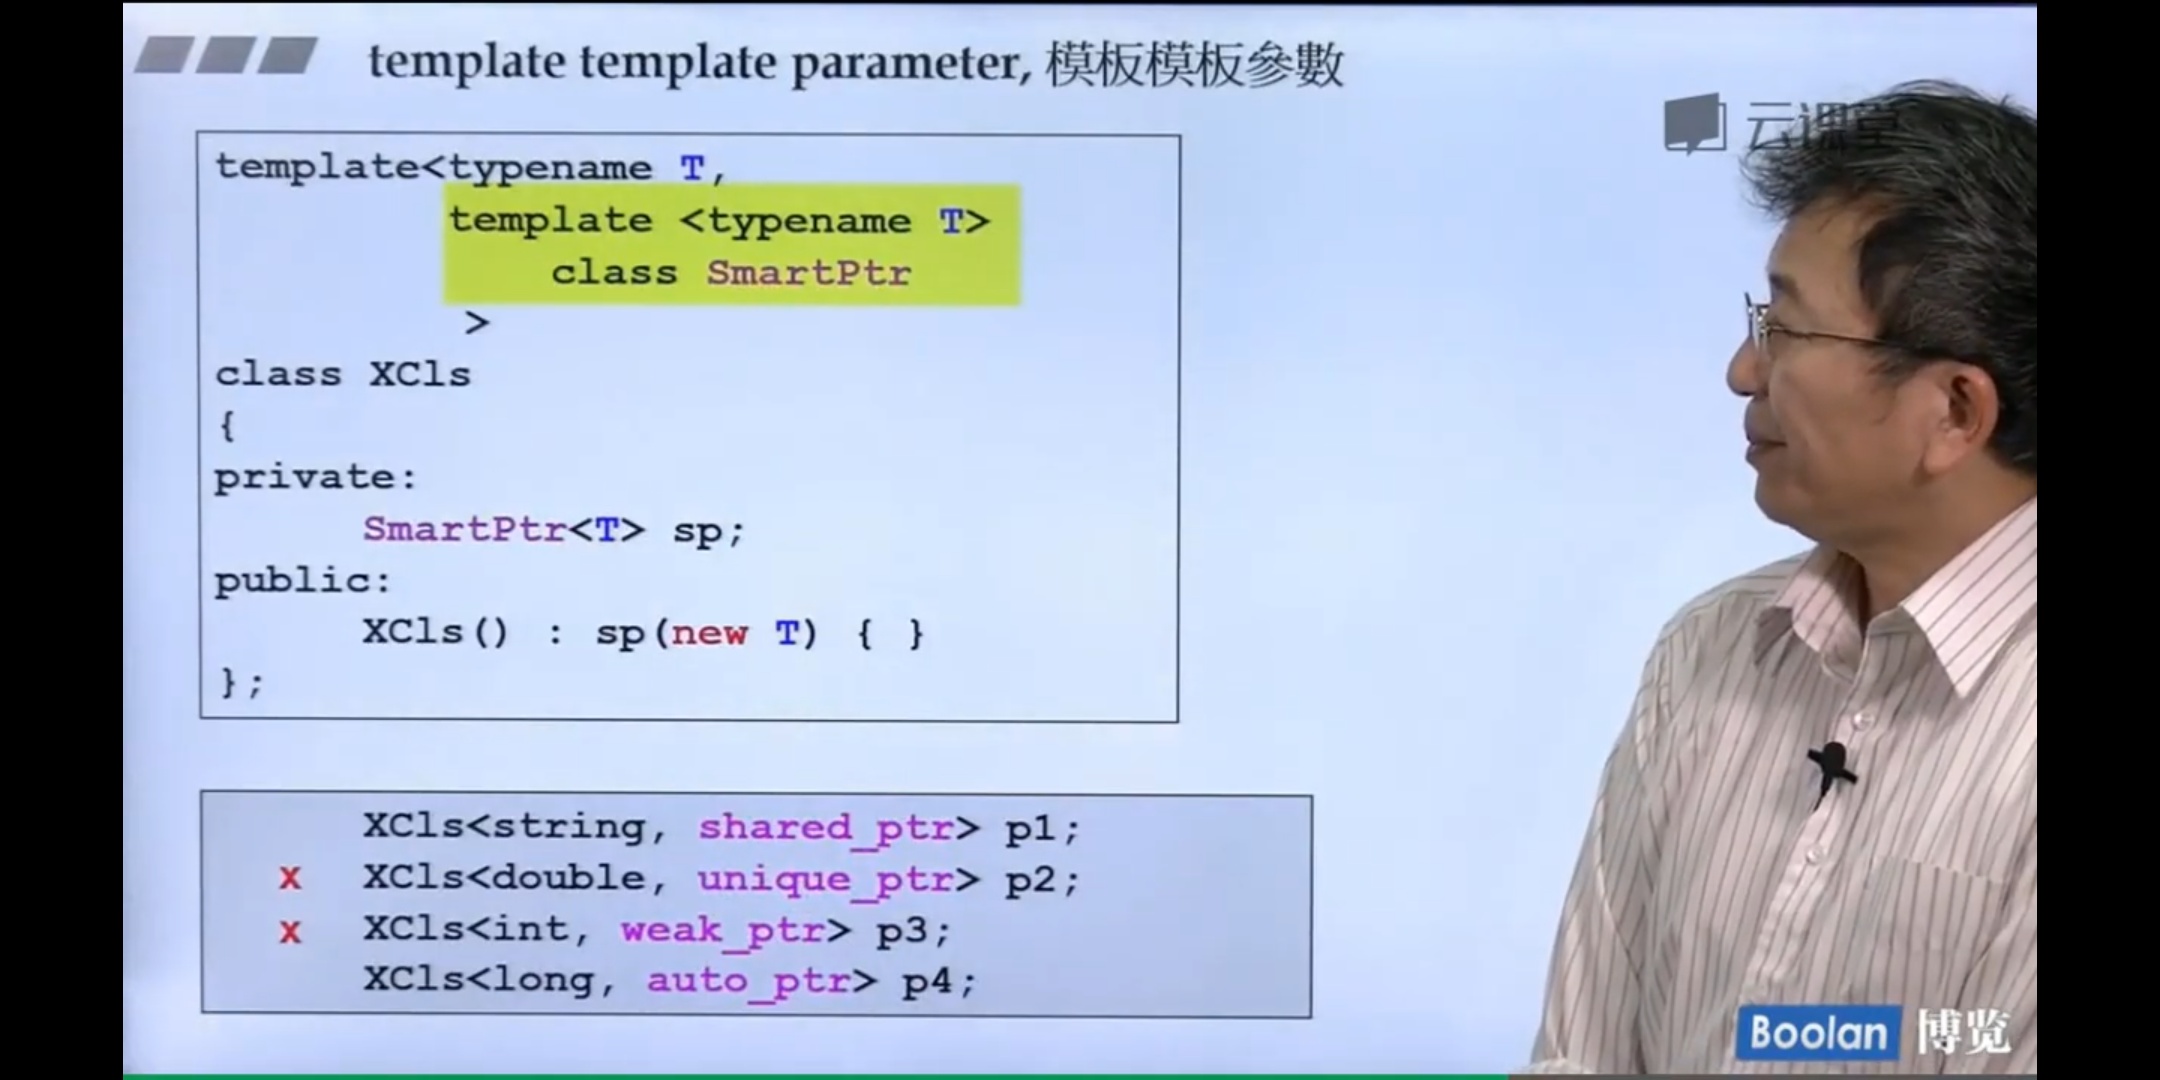 template template parameter, 模板模板參數
云课堂
template<typename T,
template <typename T>
class SmartPtr
>
class XCls
{
private:
SmartPtr<T> sp;
public:
XCls() : sp(new T) { }
};
XCls<string, shared_ptr> p1;
x XCls<double, unique_ptr> p2;
x XCls<int, weak_ptr> p3;
XCls<long, auto_ptr> p4;
Boolan 博览